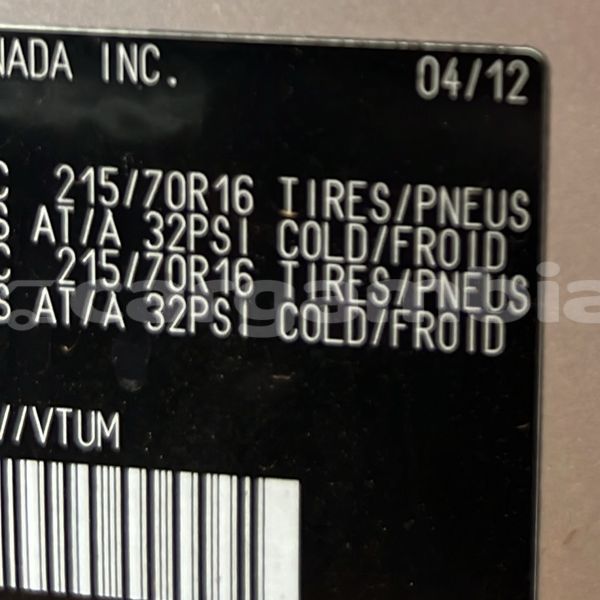 NADA INC. 04/12
C 215/70R16 TIRES/PNEUS
S AT/A 32PSI COLD/FROID
C 215/70R16 TIRES/PNEUS
S AT/A 32PSI COLD/FROID
//VTUM